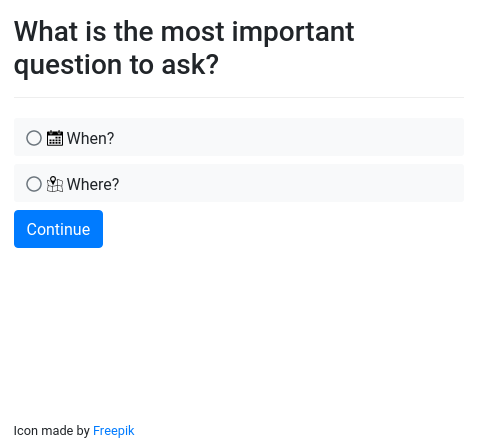 What is the most important
question to ask?
When?
Where?
Continue
Icon made by Freepik